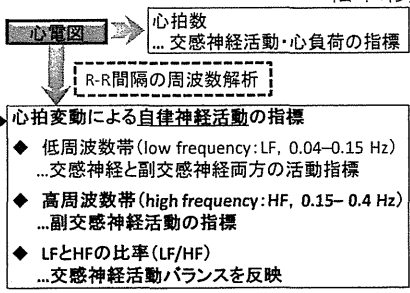 心電図
心拍数
… 交感神経活動・心負荷の指標
R-R間隔の周波数解析
心拍変動による自律神経活動の指標
◆ 低周波数帯(low frequency:LF, 0.04–0.15 Hz)
…交感神経と副交感神経両方の活動指標
◆ 高周波数帯(high frequency:HF, 0.15– 0.4 Hz)
…副交感神経活動の指標
◆ LFとHFの比率(LF/HF)
…交感神経活動バランスを反映